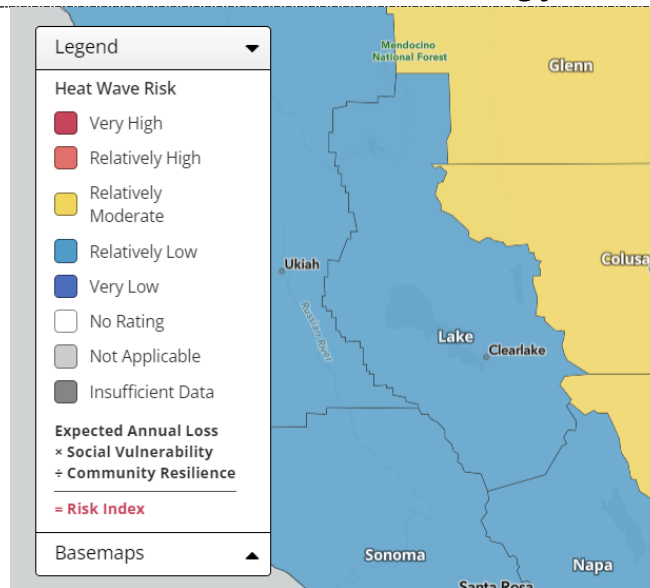 Legend
Heat Wave Risk
Very High
Relatively High
Relatively
Moderate
Relatively Low
Very Low
No Rating
Not Applicable
Insufficient Data
Expected Annual Loss
× Social Vulnerability
÷ Community Resilience
= Risk Index
Basemaps
Mendocino
National Forest
Glenn
Colusa
Ukiah
Russian River
Lake
Clearlake
Sonoma
Napa
Santa Rosa